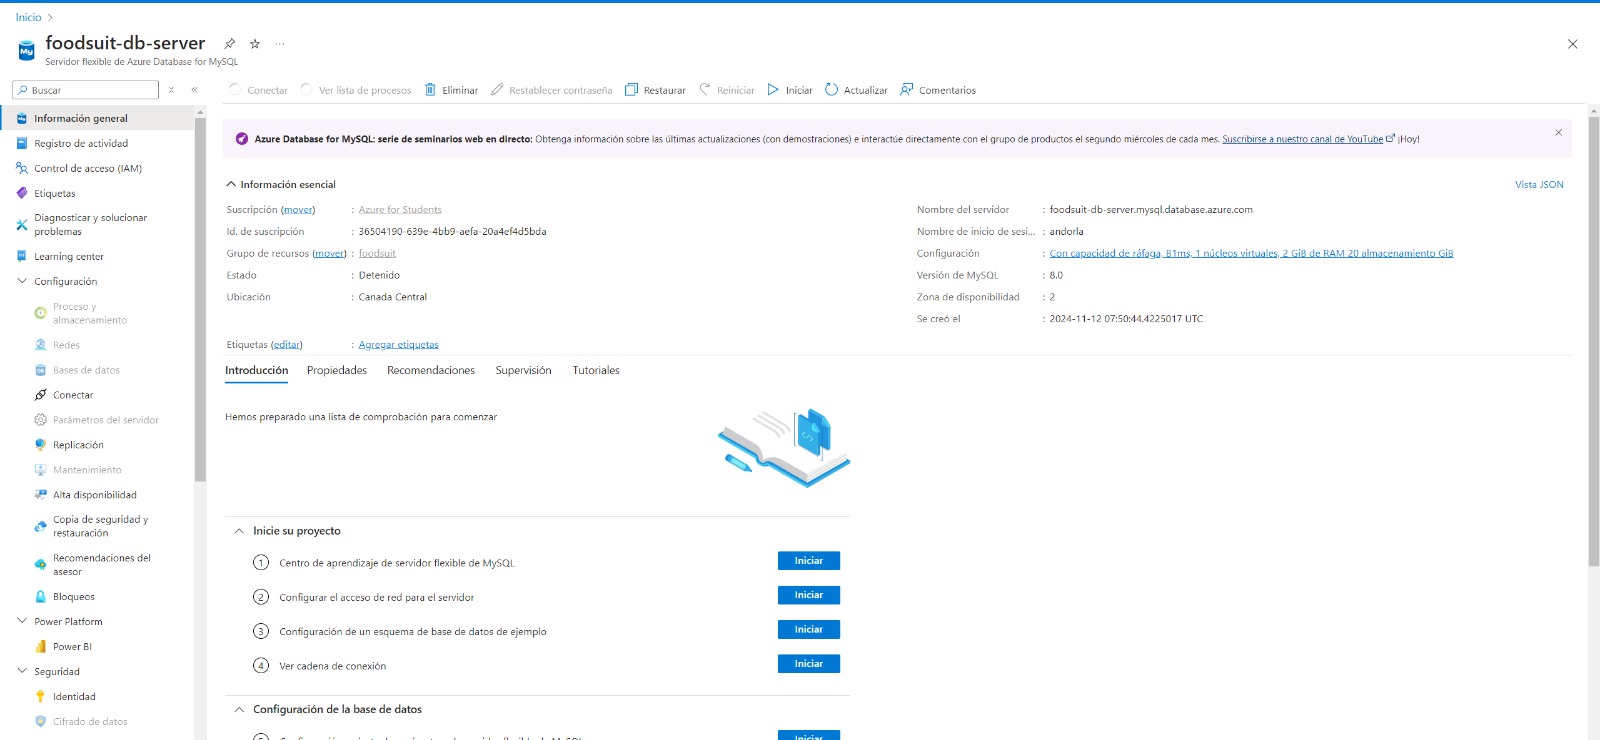 Inicio
foodsuit-db-server
Servidor flexible de Azure Database for MySQL
Buscar
Conectar
Ver lista de procesos
Eliminar
Restablecer contraseña
Restaurar
Reiniciar
Iniciar
Actualizar
Comentarios
Información general
Registro de actividad
Control de acceso (IAM)
Etiquetas
Diagnosticar y solucionar
problemas
Learning center
Configuración
Proceso y
almacenamiento
Redes
Bases de datos
Conectar
Parámetros del servidor
Replicación
Mantenimiento
Alta disponibilidad
Copia de seguridad y
restauración
Recomendaciones del
asesor
Bloqueos
Power Platform
Power BI
Seguridad
Identidad
Cifrado de datos
Azure Database for MySQL: serie de seminarios web en directo: Obtenga información sobre las últimas actualizaciones (con demostraciones) e interactúe directamente con el grupo de productos el segundo miércoles de cada mes. Suscribirse a nuestro canal de YouTube ¡Hoy!
Información esencial
Vista JSON
Suscripción (mover) : Azure for Students
Id. de suscripción : 36504190-639e-4bb9-aefa-20a4ef4d5bda
Grupo de recursos (mover) : foodsuit
Estado : Detenido
Ubicación : Canada Central
Etiquetas (editar) : Agregar etiquetas
Nombre del servidor : foodsuit-db-server.mysql.database.azure.com
Nombre de inicio de sesi... : andorla
Configuración : Con capacidad de ráfaga, B1ms, 1 núcleos virtuales, 2 GiB de RAM 20 almacenamiento GiB
Versión de MySQL : 8.0
Zona de disponibilidad : 2
Se creó el : 2024-11-12 07:50:44.4225017 UTC
Introducción Propiedades Recomendaciones Supervisión Tutoriales
Hemos preparado una lista de comprobación para comenzar
Inicie su proyecto
1 Centro de aprendizaje de servidor flexible de MySQL Iniciar
2 Configurar el acceso de red para el servidor Iniciar
3 Configuración de un esquema de base de datos de ejemplo Iniciar
4 Ver cadena de conexión Iniciar
Configuración de la base de datos
Iniciar